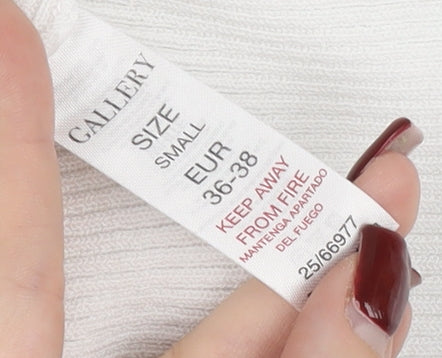 GALLERY
SIZE
SMALL
EUR
36-38
KEEP AWAY
FROM FIRE
MANTENGA APARTADO
DEL FUEGO
25/66977